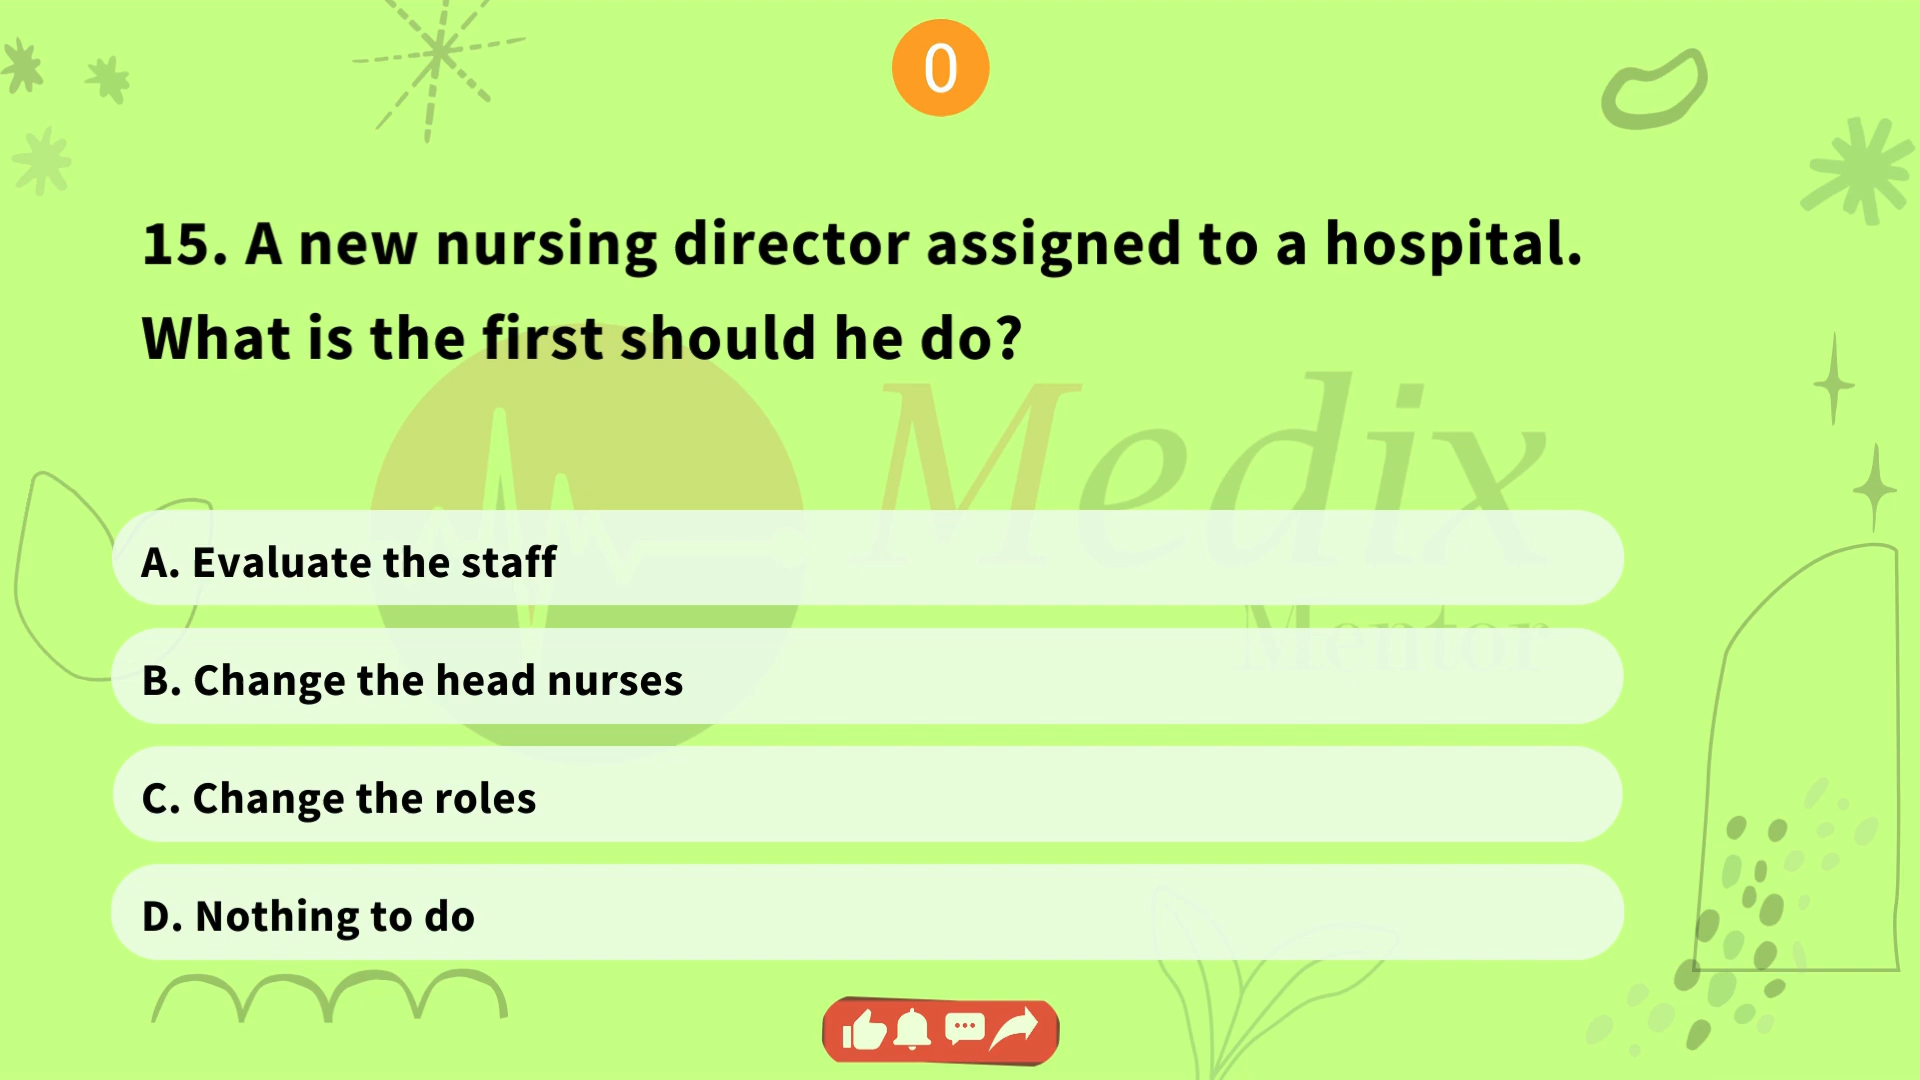 0
15. A new nursing director assigned to a hospital.
What is the first should he do?
Medix
Mentor
A. Evaluate the staff
B. Change the head nurses
C. Change the roles
D. Nothing to do